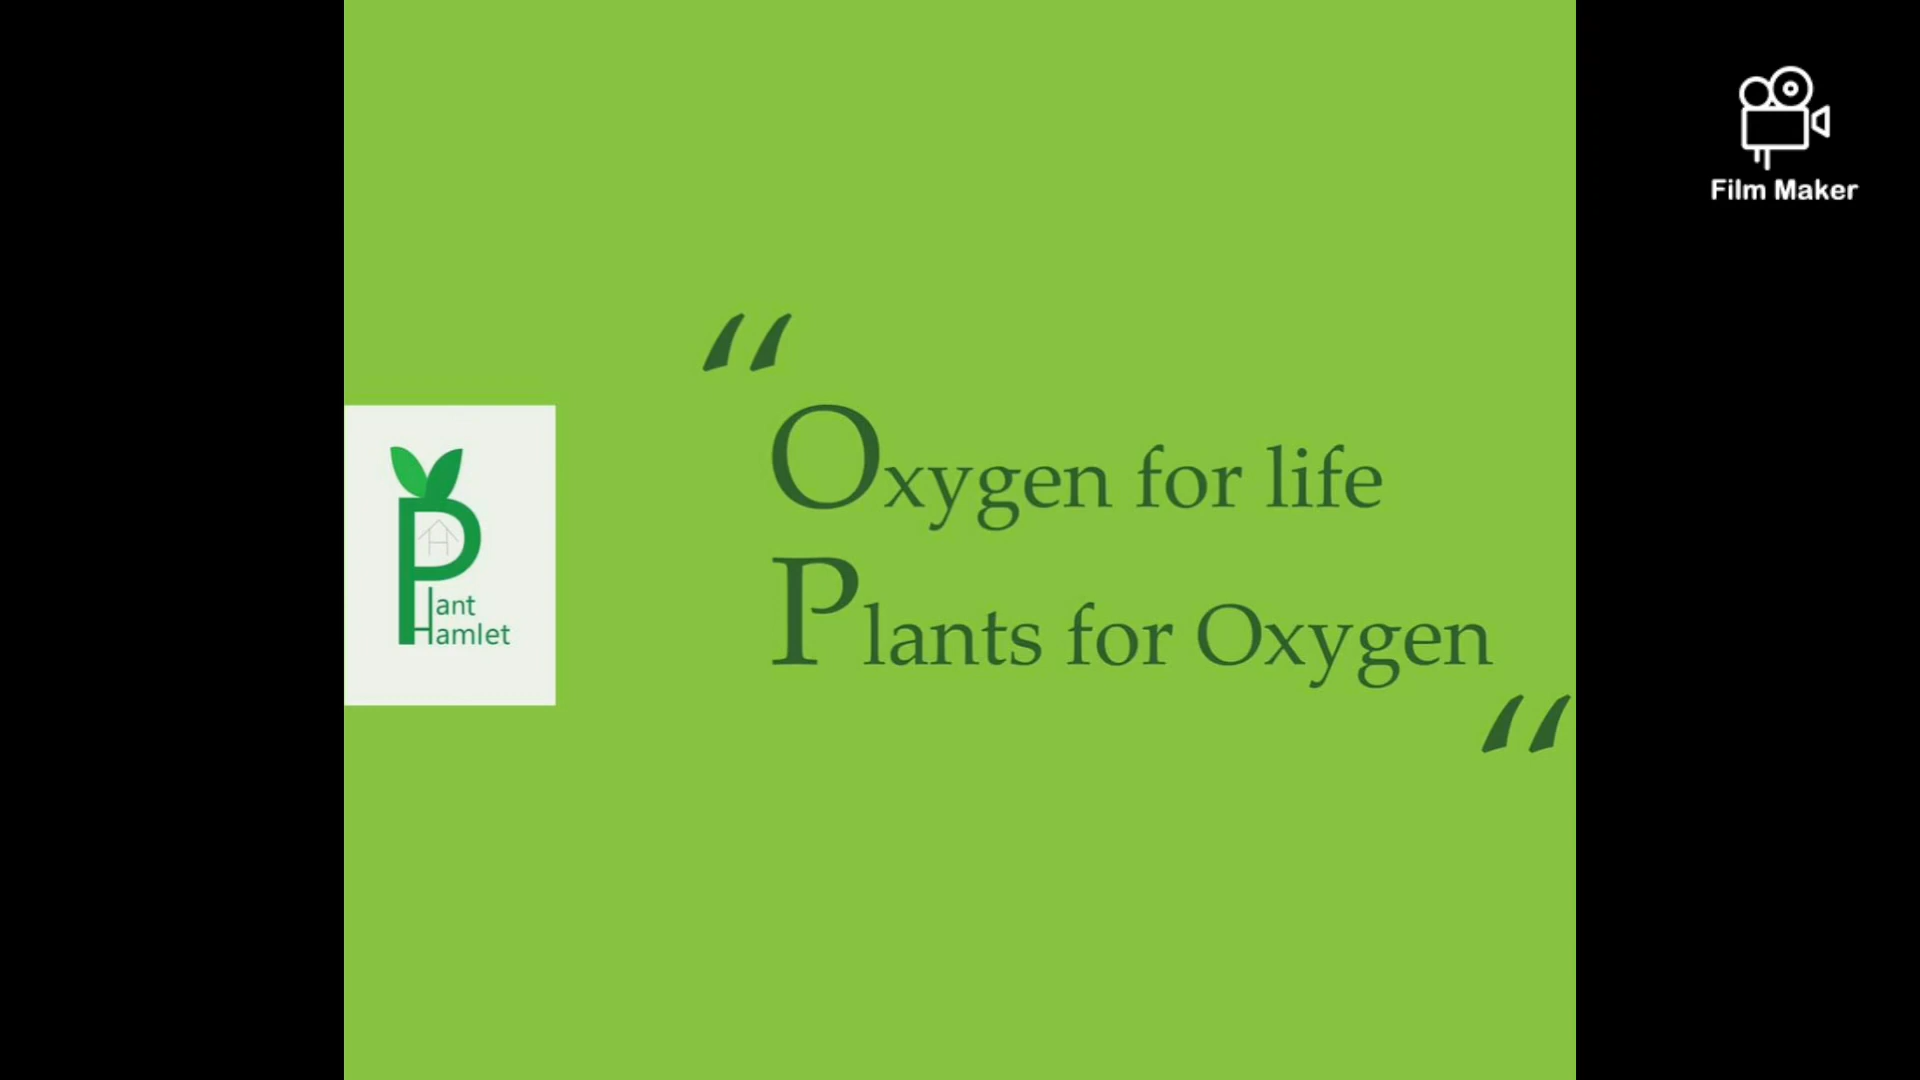 Film Maker
“
Oxygen for life
Plants for Oxygen
“
Plant
Hamlet